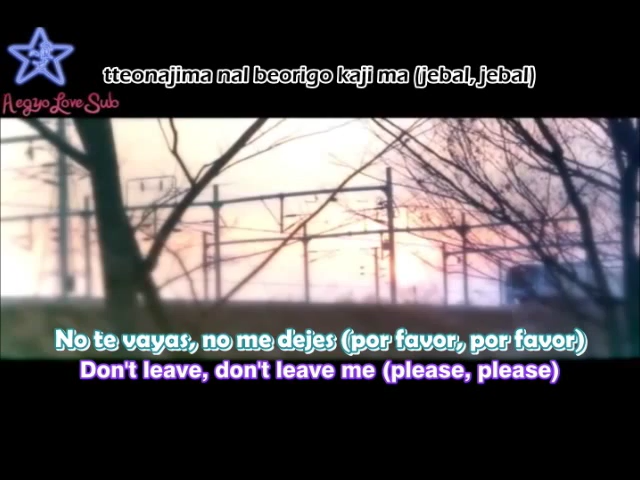 tteonajima nal beorigo kaji ma (jebal, jebal)
Aegyo Love Sub
No te vayas, no me dejes (por favor, por favor)
Don't leave, don't leave me (please, please)